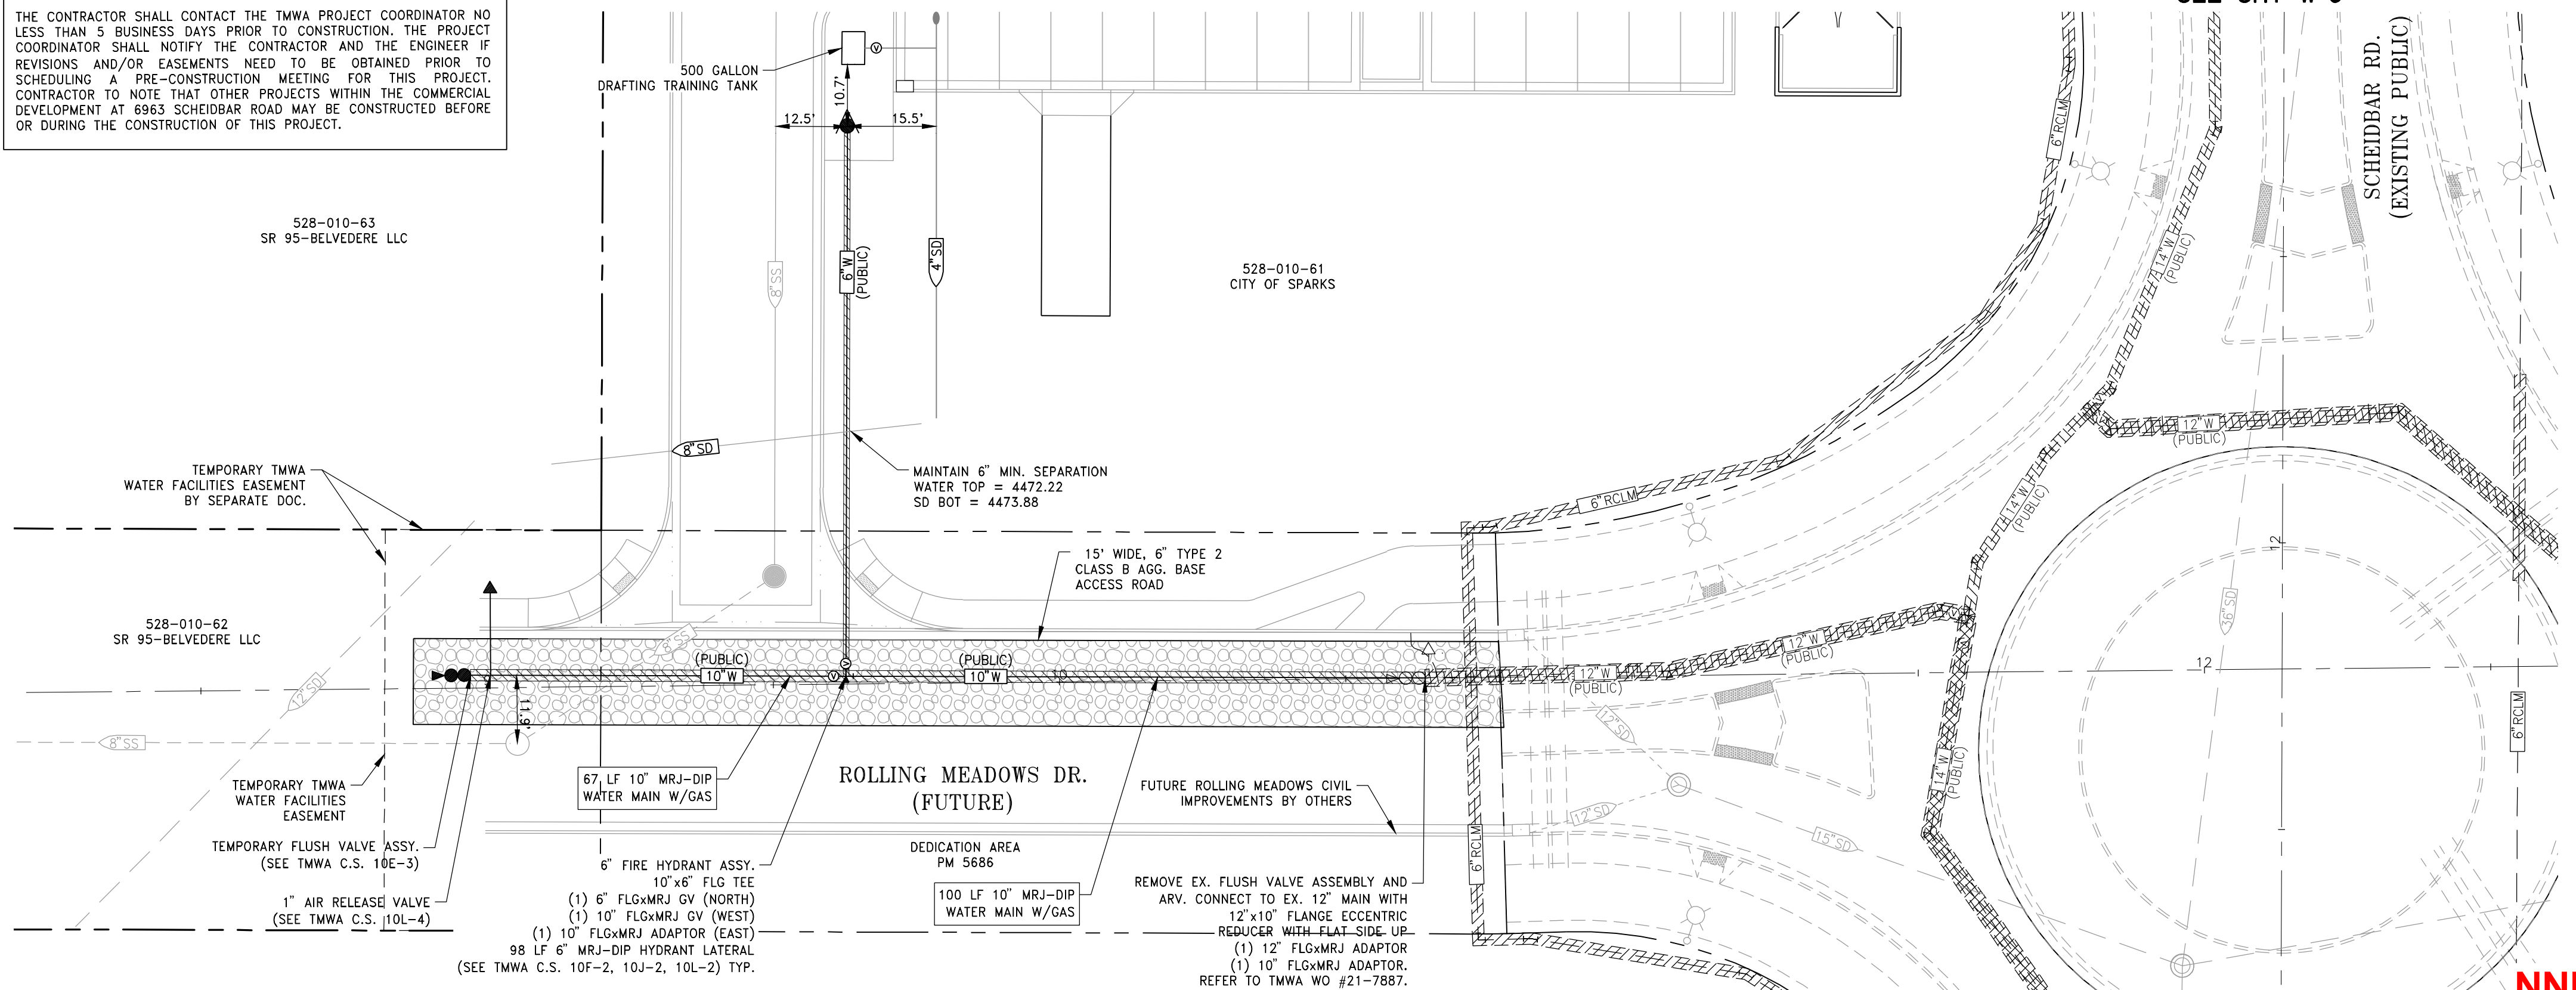 THE CONTRACTOR SHALL CONTACT THE TMWA PROJECT COORDINATOR NO
LESS THAN 5 BUSINESS DAYS PRIOR TO CONSTRUCTION. THE PROJECT
COORDINATOR SHALL NOTIFY THE CONTRACTOR AND THE ENGINEER IF
REVISIONS AND/OR EASEMENTS NEED TO BE OBTAINED PRIOR TO
SCHEDULING A PRE-CONSTRUCTION MEETING FOR THIS PROJECT.
CONTRACTOR TO NOTE THAT OTHER PROJECTS WITHIN THE COMMERCIAL
DEVELOPMENT AT 6963 SCHEIDBAR ROAD MAY BE CONSTRUCTED BEFORE
OR DURING THE CONSTRUCTION OF THIS PROJECT.
500 GALLON
DRAFTING TRAINING TANK
10.7'
12.5'
15.5'
SCHEIDBAR RD.
(EXISTING PUBLIC)
6"RCLM
528-010-63
SR 95-BELVEDERE LLC
8"SS
6"W
(PUBLIC)
4"SD
528-010-61
CITY OF SPARKS
14"W
(PUBLIC)
8"SD
12"W
(PUBLIC)
TEMPORARY TMWA
WATER FACILITIES EASEMENT
BY SEPARATE DOC.
MAINTAIN 6" MIN. SEPARATION
WATER TOP = 4472.22
SD BOT = 4473.88
6"RCLM
14"W
(PUBLIC)
12
15' WIDE, 6" TYPE 2
CLASS B AGG. BASE
ACCESS ROAD
36"SD
528-010-62
SR 95-BELVEDERE LLC
8"SS
12"W
(PUBLIC)
(PUBLIC)
10"W
(PUBLIC)
10"W
10
12"W
(PUBLIC)
12
12"SD
11.9'
12"SD
6"RCLM
8"SS
14"W
(PUBLIC)
67 LF 10" MRJ-DIP
WATER MAIN W/GAS
ROLLING MEADOWS DR.
(FUTURE)
TEMPORARY TMWA
WATER FACILITIES
EASEMENT
FUTURE ROLLING MEADOWS CIVIL
IMPROVEMENTS BY OTHERS
12"SD
15"SD
TEMPORARY FLUSH VALVE ASSY.
(SEE TMWA C.S. 10E-3)
DEDICATION AREA
PM 5686
6"RCLM
1" AIR RELEASE VALVE
(SEE TMWA C.S. 10L-4)
6" FIRE HYDRANT ASSY.
10"x6" FLG TEE
(1) 6" FLGxMRJ GV (NORTH)
(1) 10" FLGxMRJ GV (WEST)
(1) 10" FLGxMRJ ADAPTOR (EAST)
98 LF 6" MRJ-DIP HYDRANT LATERAL
(SEE TMWA C.S. 10F-2, 10J-2, 10L-2) TYP.
100 LF 10" MRJ-DIP
WATER MAIN W/GAS
REMOVE EX. FLUSH VALVE ASSEMBLY AND
ARV. CONNECT TO EX. 12" MAIN WITH
12"x10" FLANGE ECCENTRIC
REDUCER WITH FLAT SIDE UP
(1) 12" FLGxMRJ ADAPTOR
(1) 10" FLGxMRJ ADAPTOR.
REFER TO TMWA WO #21-7887.